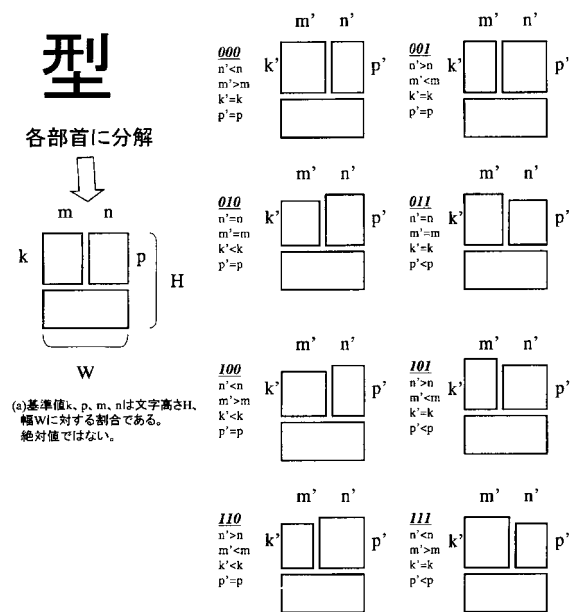 型
各部首に分解
m n
k p
H
W
(a)基準値k、p、m、nは文字高さH、
幅Wに対する割合である。
絶対値ではない。
m’ n’
000
n’<n
m’>m
k’=k
p’=p
k’ p’
m’ n’
001
n’>n
m’<m
k’=k
p’=p
k’ p’
m’ n’
010
n’=n
m’=m
k’<k
p’=p
k’ p’
m’ n’
011
n’=n
m’=m
k’=k
p’<p
k’ p’
m’ n’
100
n’<n
m’>m
k’<k
p’=p
k’ p’
m’ n’
101
n’>n
m’<m
k’=k
p’<p
k’ p’
m’ n’
110
n’>n
m’<m
k’<k
p’=p
k’ p’
m’ n’
111
n’<n
m’>m
k’=k
p’<p
k’ p’